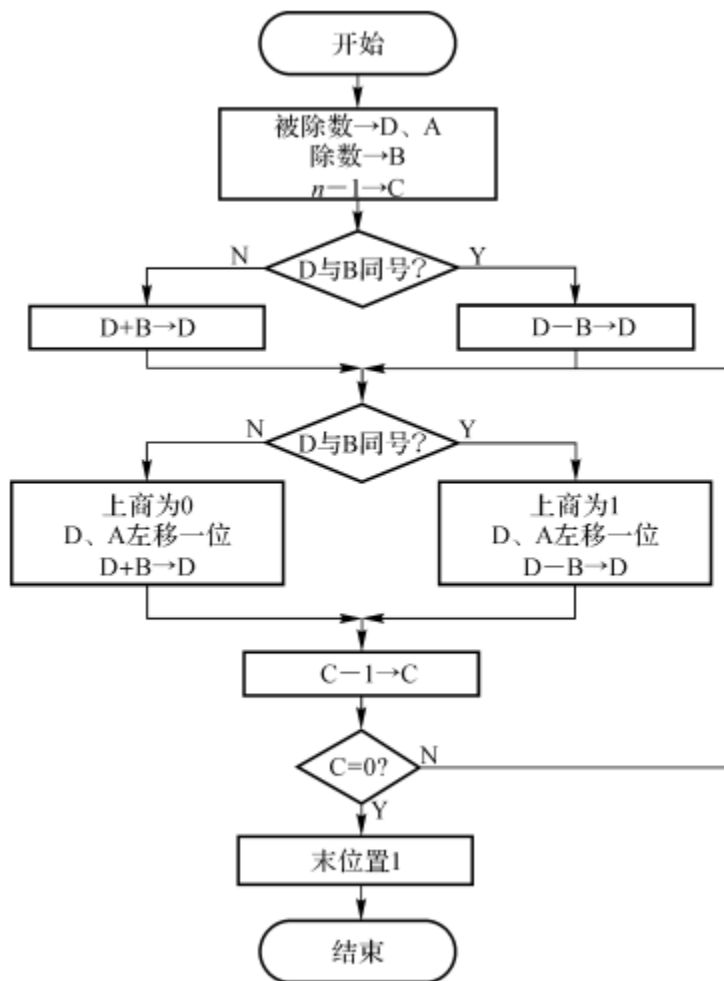 开始
被除数→D、A
除数→B
n−1→C
D与B同号?
N
Y
D+B→D
D−B→D
D与B同号?
N
Y
上商为0
D、A左移一位
D+B→D
上商为1
D、A左移一位
D−B→D
C−1→C
C=0?
N
Y
末位置1
结束